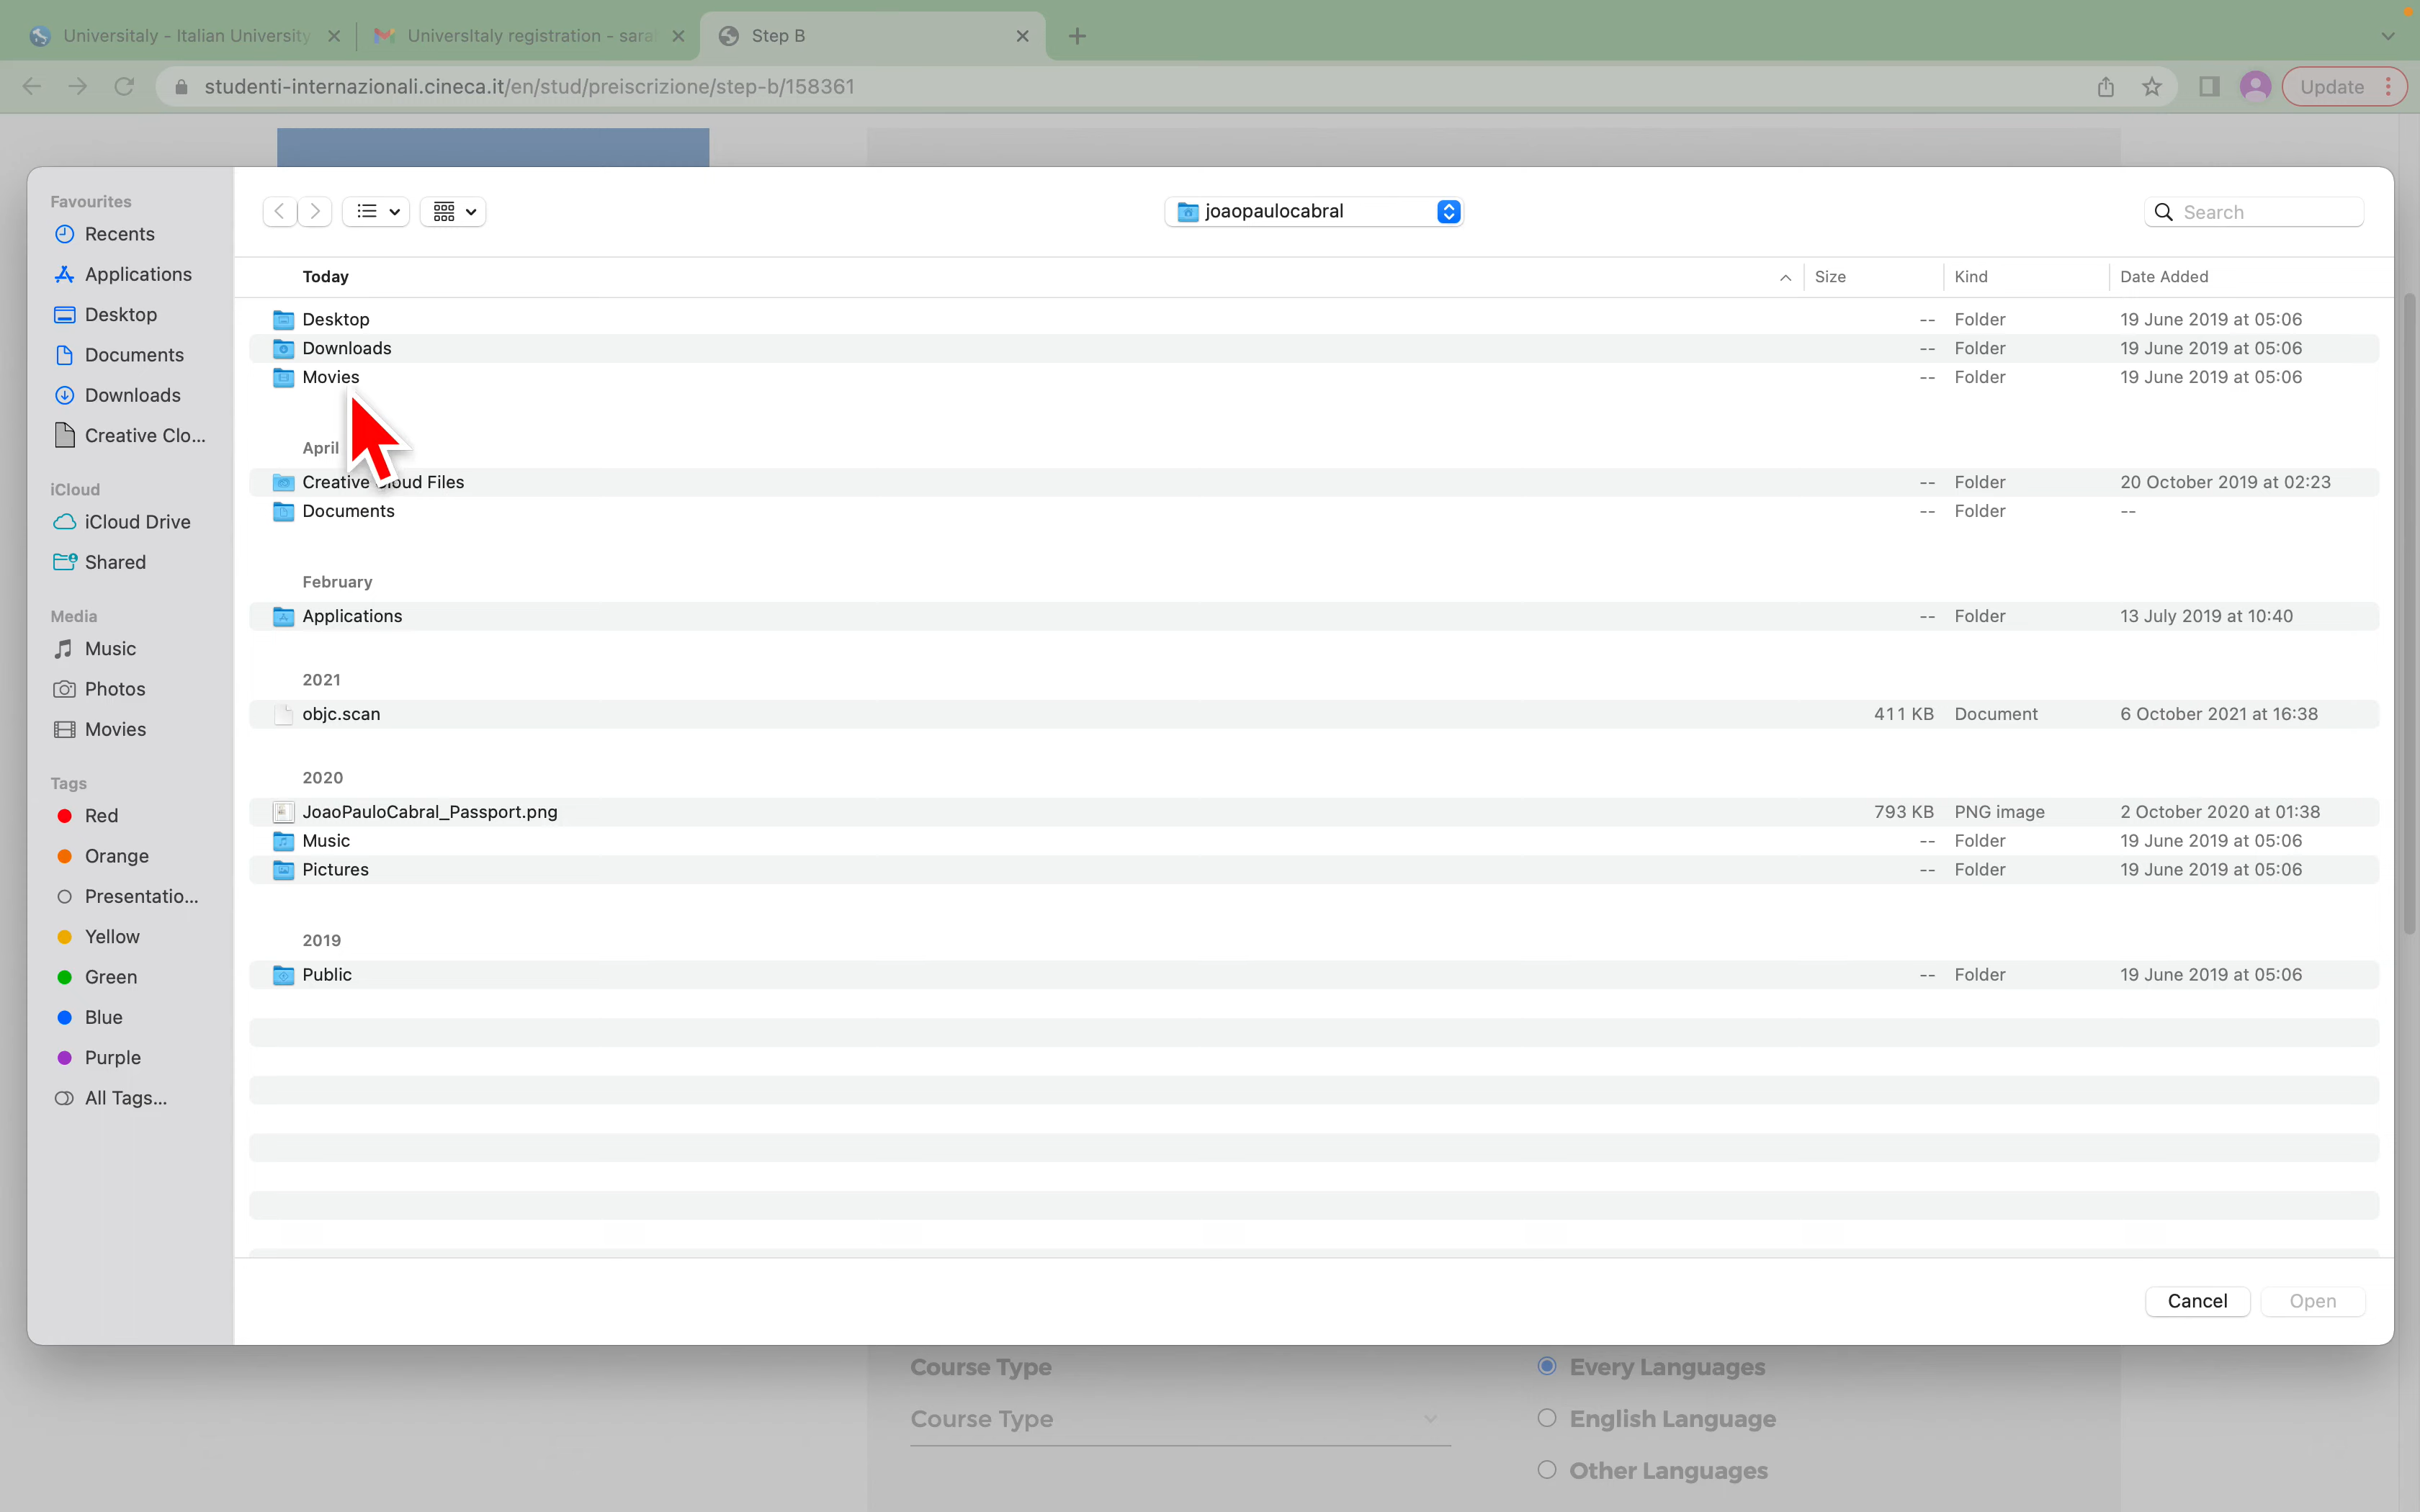 Universitaly - Italian University
UniversItaly registration - sara
Step B
studenti-internazionali.cineca.it/en/stud/preiscrizione/step-b/158361
Update
Favourites
Recents
Applications
Desktop
Documents
Downloads
Creative Clo...
iCloud
iCloud Drive
Shared
Media
Music
Photos
Movies
Tags
Red
Orange
Presentatio...
Yellow
Green
Blue
Purple
All Tags...
joaopaulocabral
Search
Today Size Kind Date Added
Desktop -- Folder 19 June 2019 at 05:06
Downloads -- Folder 19 June 2019 at 05:06
Movies -- Folder 19 June 2019 at 05:06
April
Creative Cloud Files -- Folder 20 October 2019 at 02:23
Documents -- Folder --
February
Applications -- Folder 13 July 2019 at 10:40
2021
objc.scan 411 KB Document 6 October 2021 at 16:38
2020
JoaoPauloCabral_Passport.png 793 KB PNG image 2 October 2020 at 01:38
Music -- Folder 19 June 2019 at 05:06
Pictures -- Folder 19 June 2019 at 05:06
2019
Public -- Folder 19 June 2019 at 05:06
Cancel Open
Course Type
Course Type
Every Languages
English Language
Other Languages